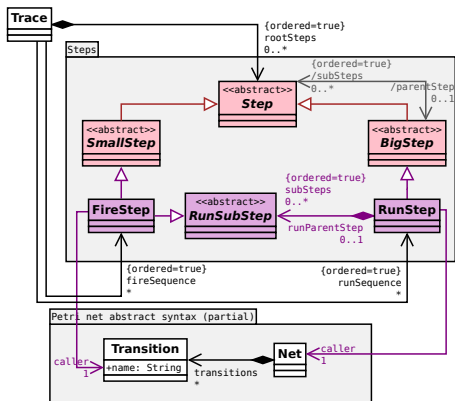 Trace
{ordered=true}
rootSteps
0..*
Steps
{ordered=true}
/subSteps
0..*
/parentStep
0..1
<<abstract>>
Step
<<abstract>>
SmallStep
<<abstract>>
BigStep
{ordered=true}
subSteps
0..*
FireStep
<<abstract>>
RunSubStep
RunStep
runParentStep
0..1
{ordered=true}
fireSequence
*
{ordered=true}
runSequence
*
Petri net abstract syntax (partial)
Transition
+name: String
Net
caller
1
caller
1
transitions
*